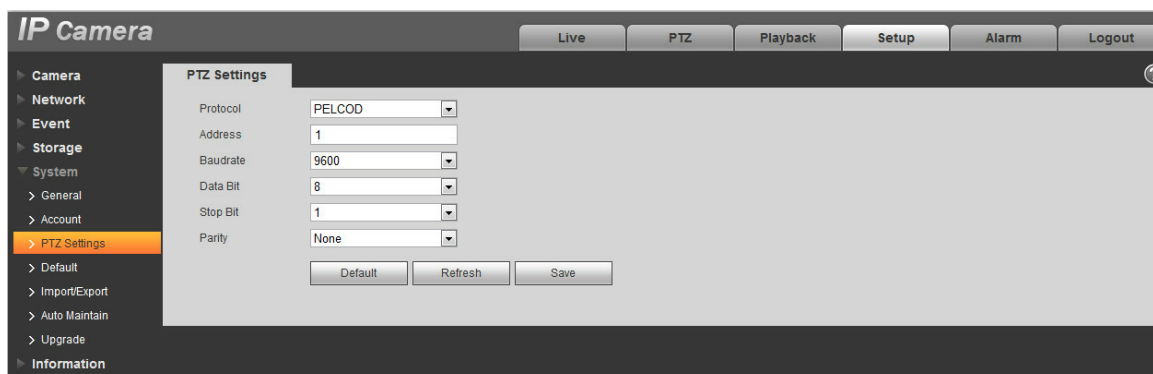 IP Camera
Live PTZ Playback Setup Alarm Logout
Camera
Network
Event
Storage
System
General
Account
PTZ Settings
Default
Import/Export
Auto Maintain
Upgrade
Information
PTZ Settings
?
Protocol PELCOD
Address 1
Baudrate 9600
Data Bit 8
Stop Bit 1
Parity None
Default Refresh Save